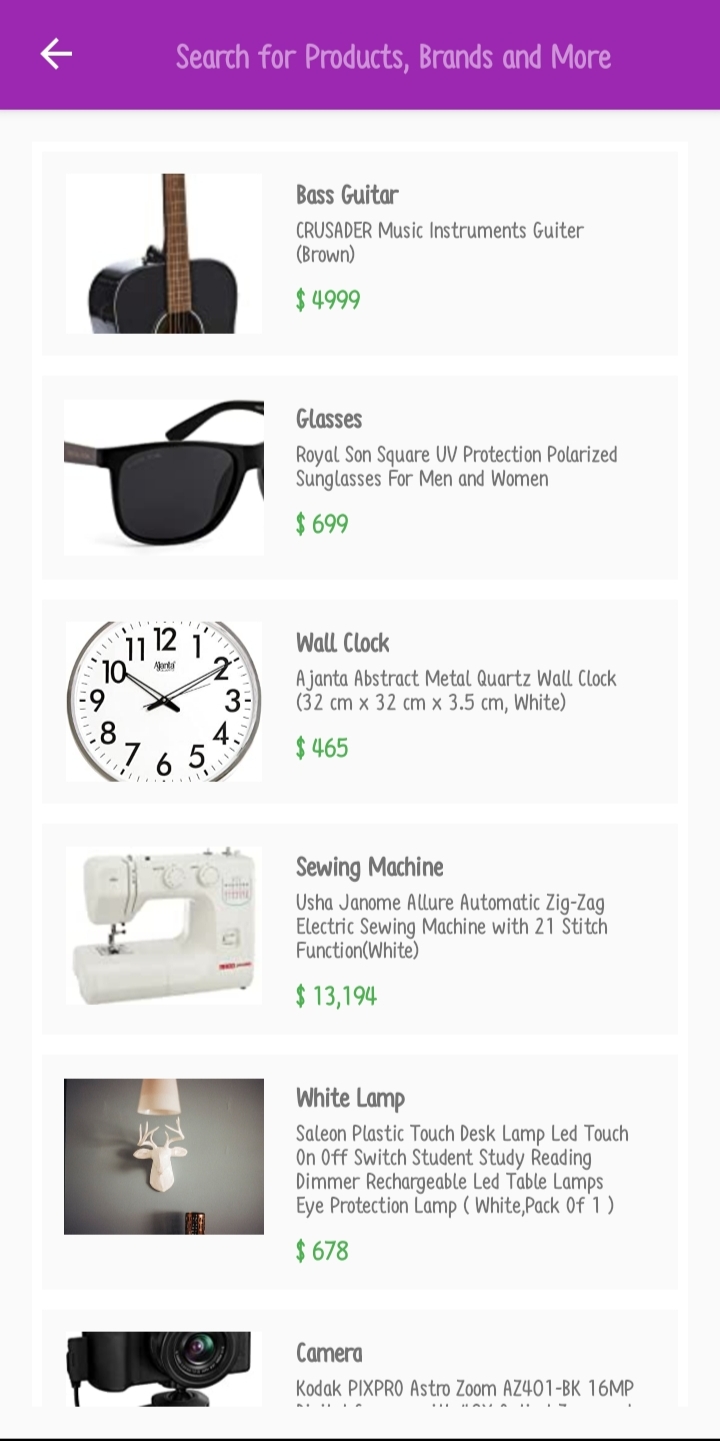 Search for Products, Brands and More
Bass Guitar
CRUSADER Music Instruments Guiter
(Brown)
$ 4999
Glasses
Royal Son Square UV Protection Polarized
Sunglasses For Men and Women
$ 699
11 12 1
10 Ajanta 2
9 3
8 4
7 6 5
Wall Clock
Ajanta Abstract Metal Quartz Wall Clock
(32 cm x 32 cm x 3.5 cm, White)
$ 465
Sewing Machine
Usha Janome Allure Automatic Zig-Zag
Electric Sewing Machine with 21 Stitch
Function(White)
$ 13,194
White Lamp
Saleon Plastic Touch Desk Lamp Led Touch
On Off Switch Student Study Reading
Dimmer Rechargeable Led Table Lamps
Eye Protection Lamp ( White,Pack Of 1 )
$ 678
Camera
Kodak PIXPRO Astro Zoom AZ401-BK 16MP